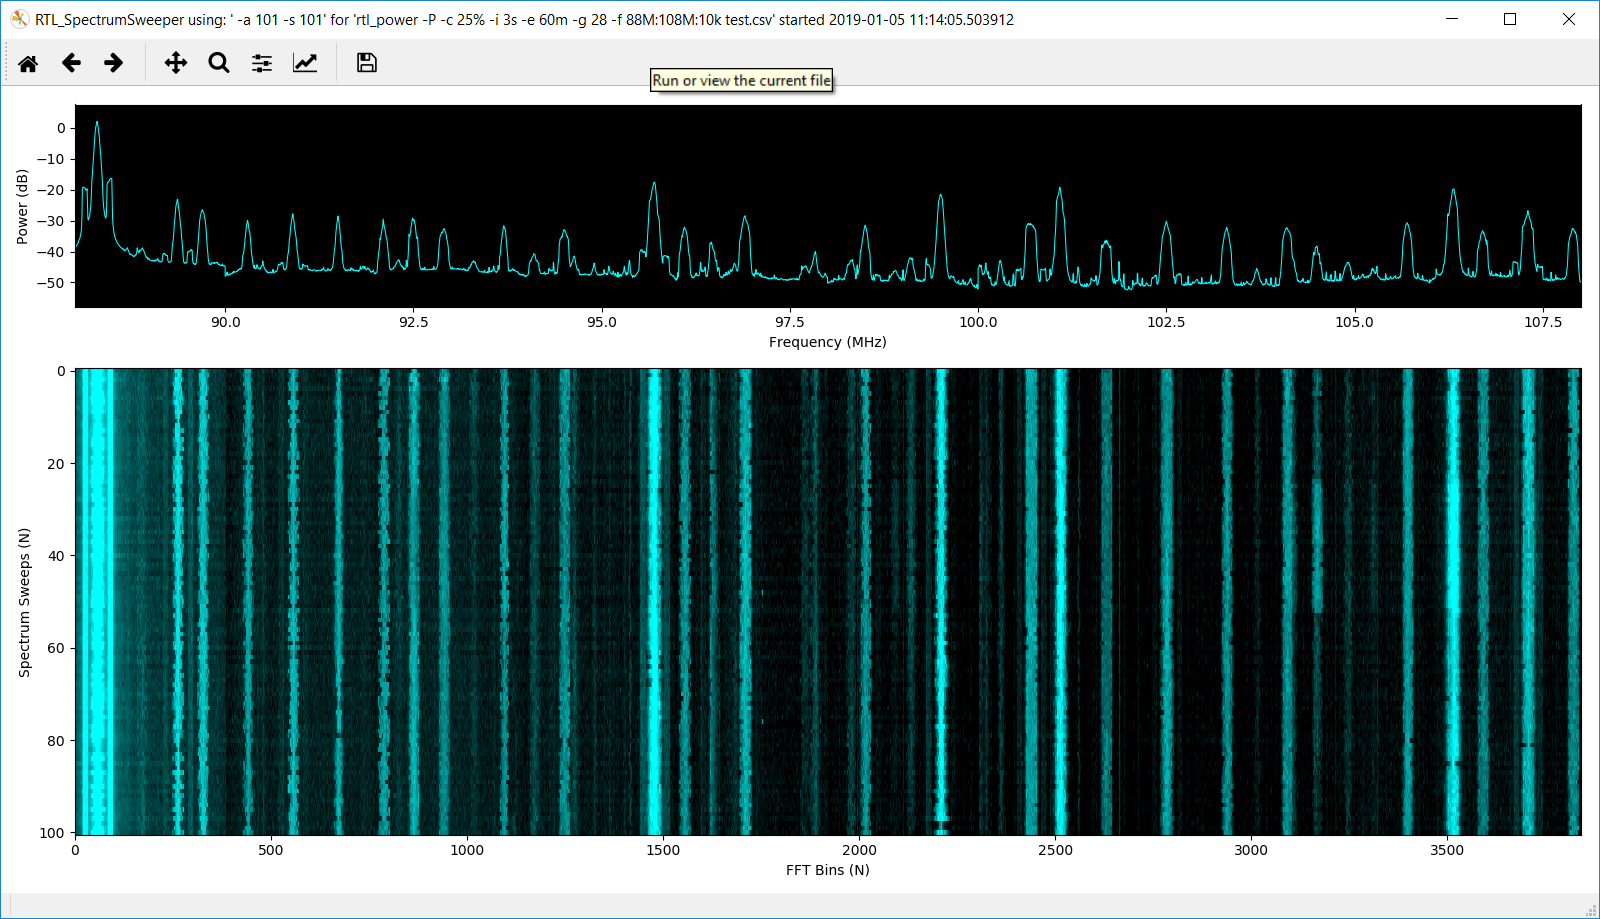 RTL_SpectrumSweeper using: ' -a 101 -s 101' for 'rtl_power -P -c 25% -i 3s -e 60m -g 28 -f 88M:108M:10k test.csv' started 2019-01-05 11:14:05.503912
Run or view the current file
Power (dB)
0
−10
−20
−30
−40
−50
90.0 92.5 95.0 97.5 100.0 102.5 105.0 107.5
Frequency (MHz)
Spectrum Sweeps (N)
0
20
40
60
80
100
0 500 1000 1500 2000 2500 3000 3500
FFT Bins (N)